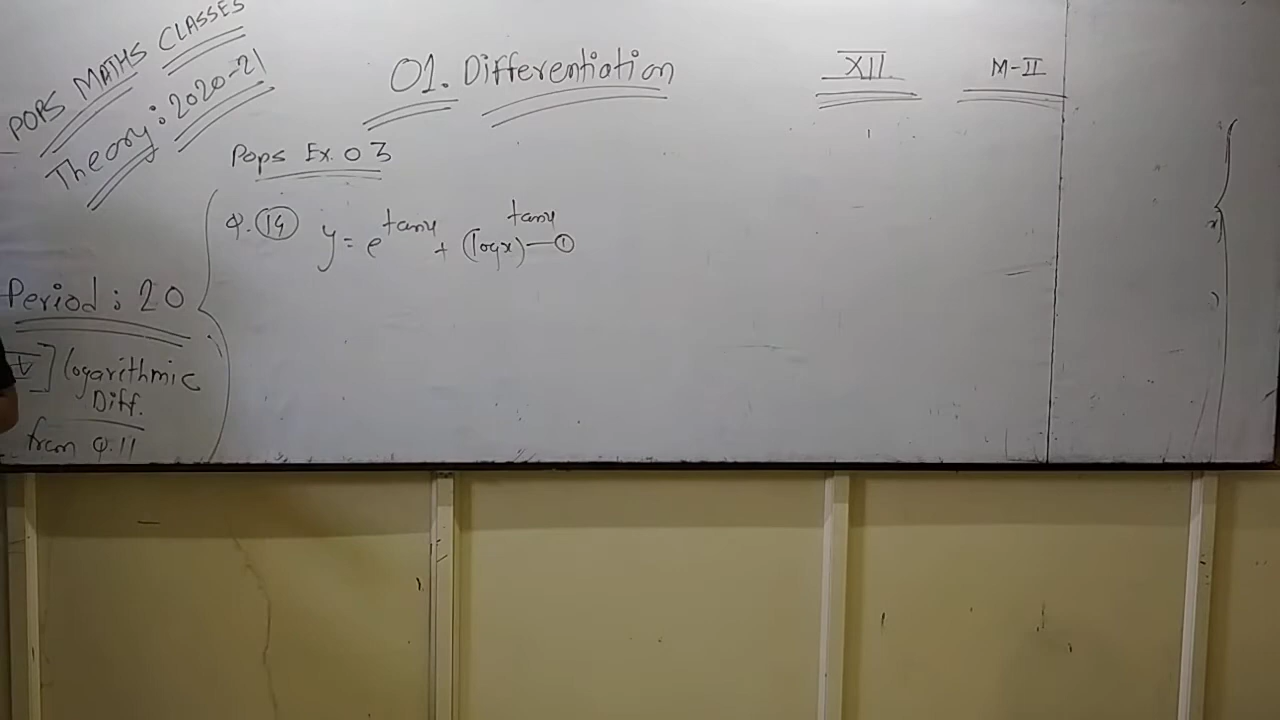 POPS MATHS CLASSES
Theory : 2020-21
01. Differentiation
XII
M-II
Pops Ex. 03
Q. (14) y = e^tanx + (logx)^tanx — ①
Period : 20
V] logarithmic
Diff.
from Q.11